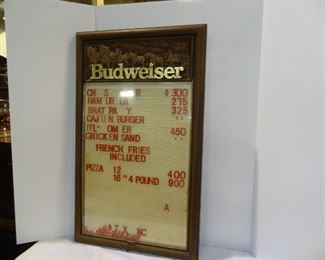 Budweiser
CH S ER 300
HAM UR ER 275
BRAT PA Y 325
CAJUN BURGER
ITL OM ER 450
CHICKEN SAND
FRENCH FRIES
INCLUDED
PIZZA 12 400
16 "4 POUND 900
A